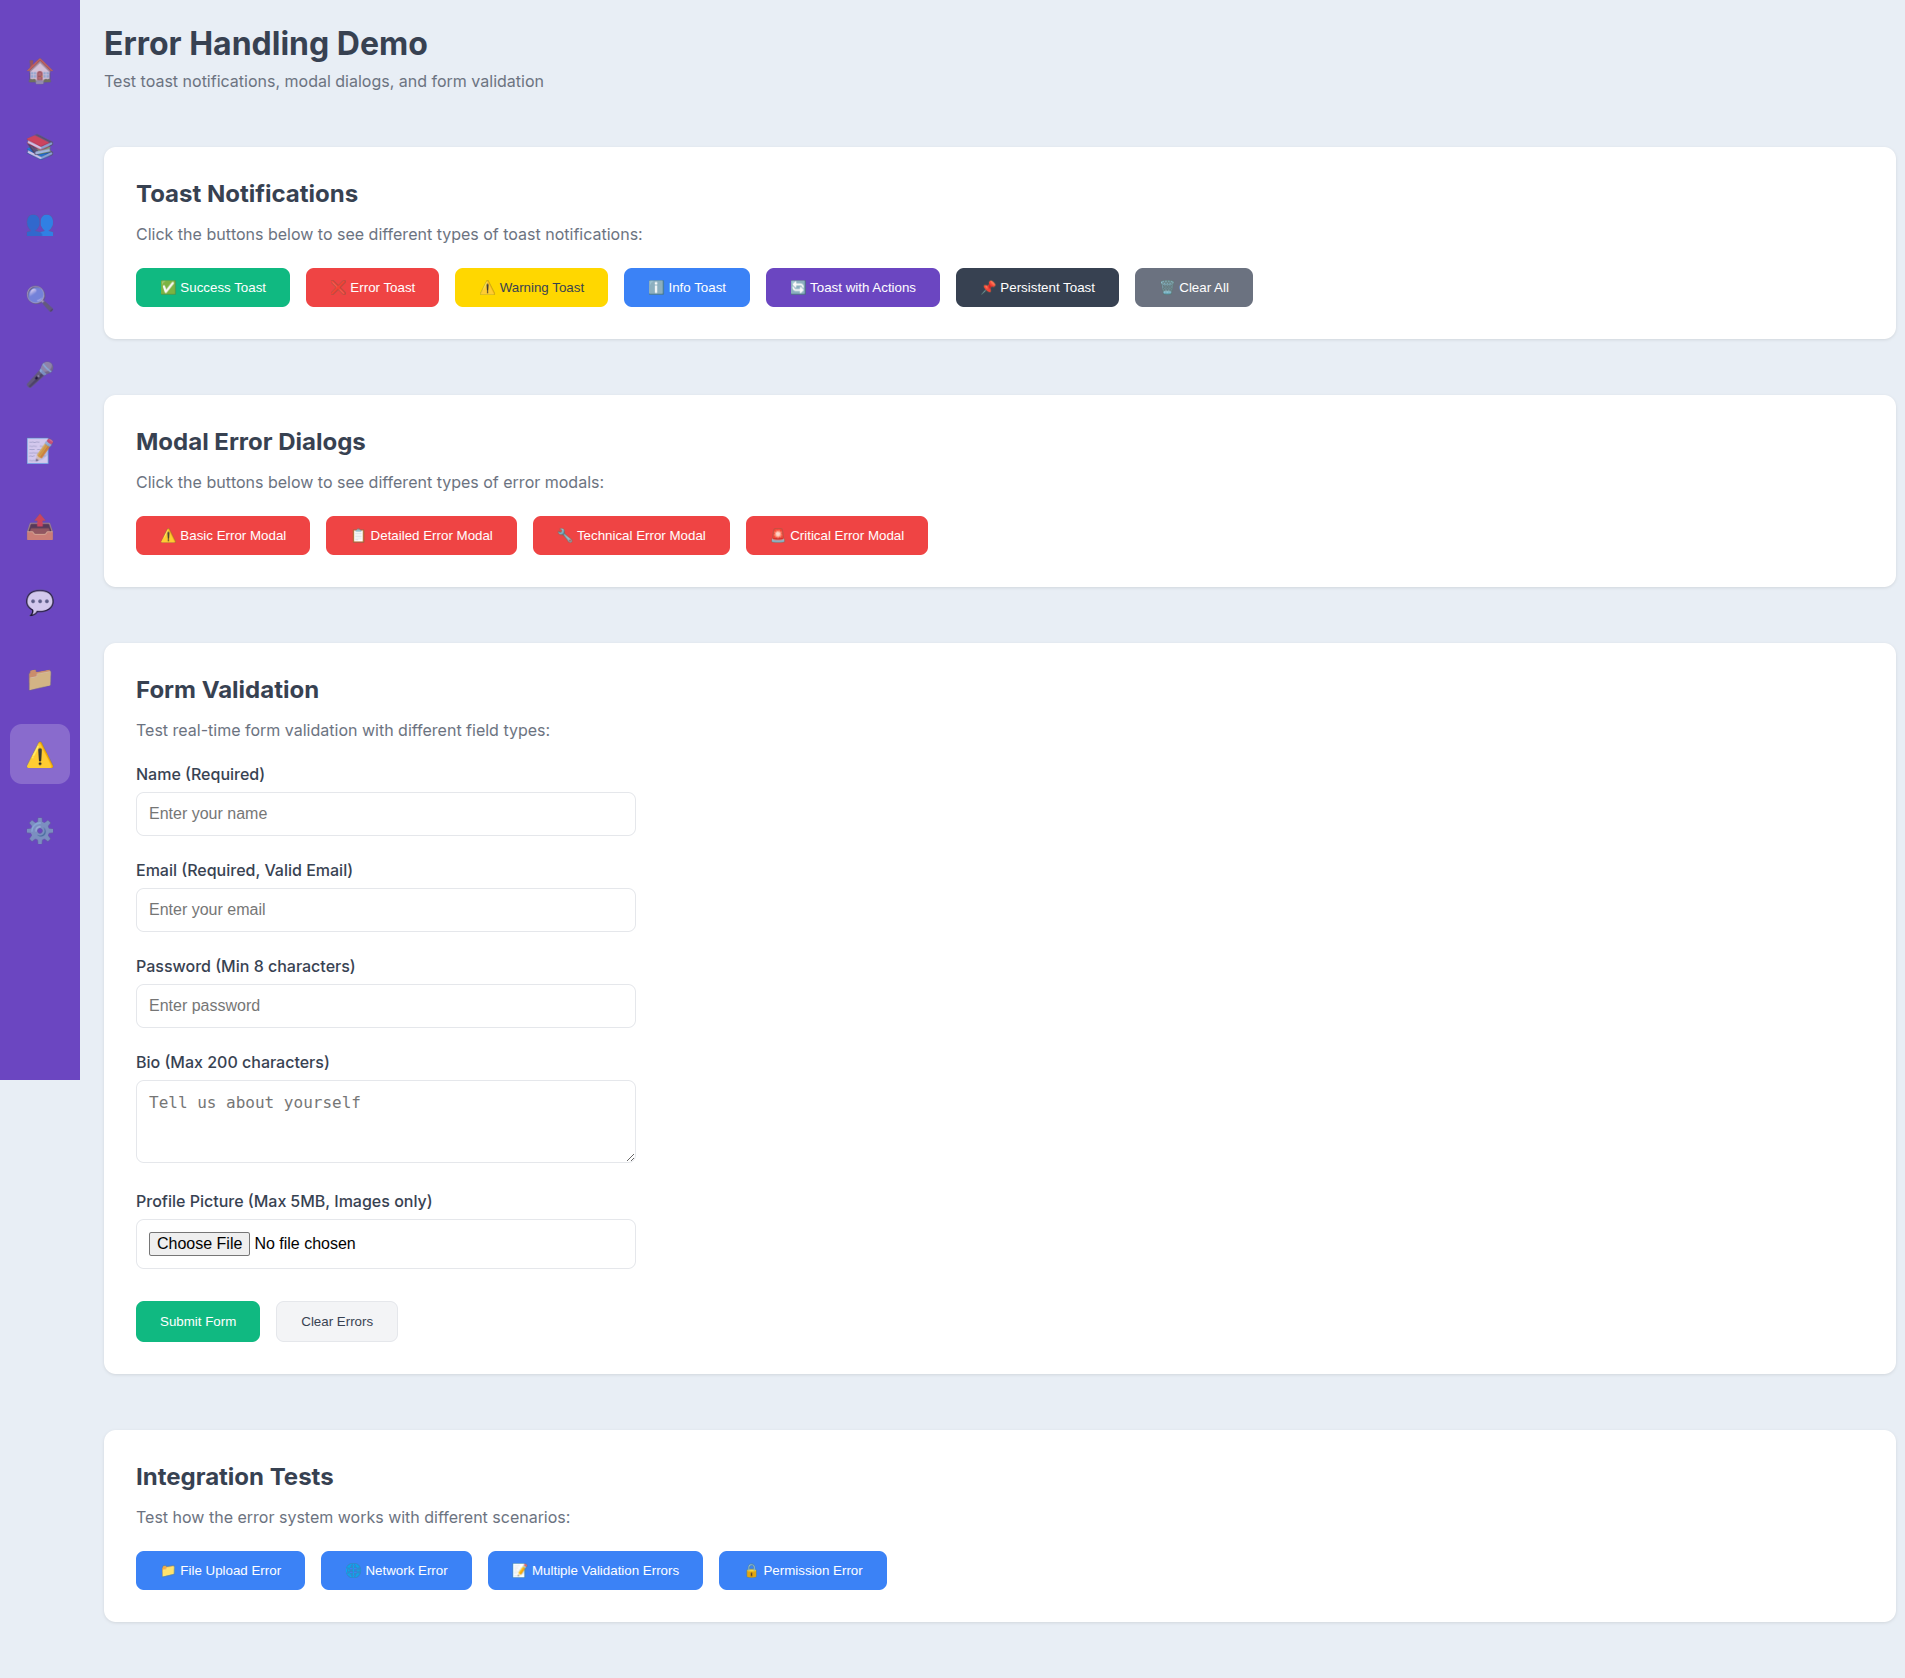 Error Handling Demo
Test toast notifications, modal dialogs, and form validation
Toast Notifications
Click the buttons below to see different types of toast notifications:
✅ Success Toast
❌ Error Toast
⚠️ Warning Toast
ℹ️ Info Toast
🔄 Toast with Actions
📌 Persistent Toast
🗑️ Clear All
Modal Error Dialogs
Click the buttons below to see different types of error modals:
⚠️ Basic Error Modal
📋 Detailed Error Modal
🔧 Technical Error Modal
🚨 Critical Error Modal
Form Validation
Test real-time form validation with different field types:
Name (Required)
Enter your name
Email (Required, Valid Email)
Enter your email
Password (Min 8 characters)
Enter password
Bio (Max 200 characters)
Tell us about yourself
Profile Picture (Max 5MB, Images only)
Choose File No file chosen
Submit Form
Clear Errors
Integration Tests
Test how the error system works with different scenarios:
📁 File Upload Error
🌐 Network Error
📝 Multiple Validation Errors
🔒 Permission Error